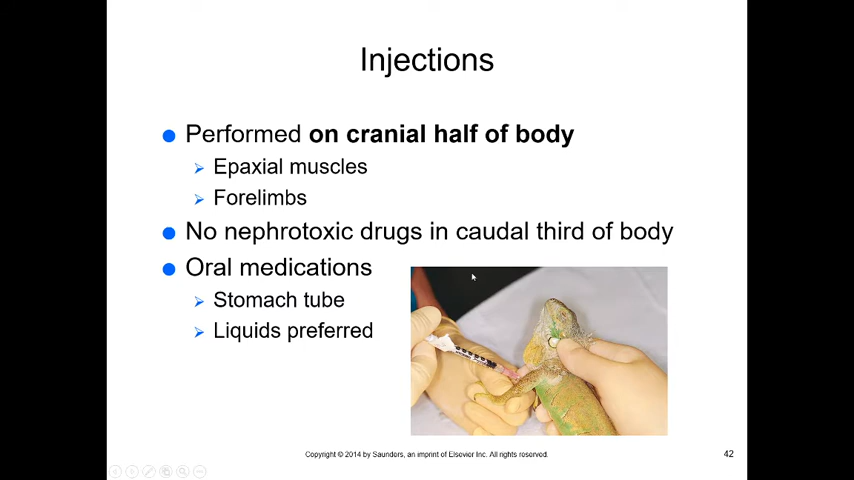 Injections
Performed on cranial half of body
Epaxial muscles
Forelimbs
No nephrotoxic drugs in caudal third of body
Oral medications
Stomach tube
Liquids preferred
Copyright © 2014 by Saunders, an imprint of Elsevier Inc. All rights reserved.
42